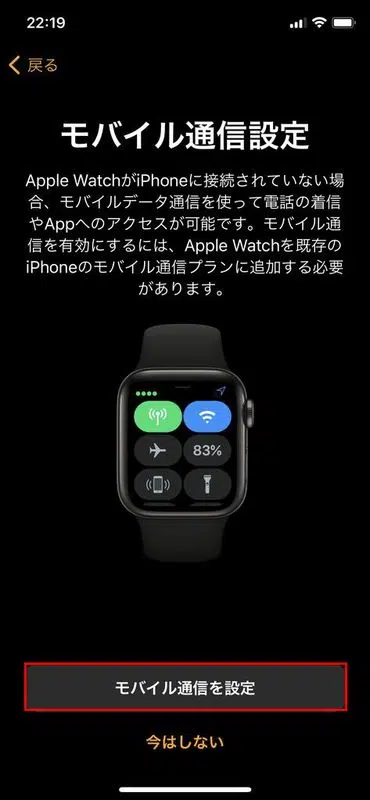 22:19
戻る
モバイル通信設定
Apple WatchがiPhoneに接続されていない場
合、モバイルデータ通信を使って電話の着信
やAppへのアクセスが可能です。モバイル通
信を有効にするには、Apple Watchを既存の
iPhoneのモバイル通信プランに追加する必要
があります。
83%
モバイル通信を設定
今はしない